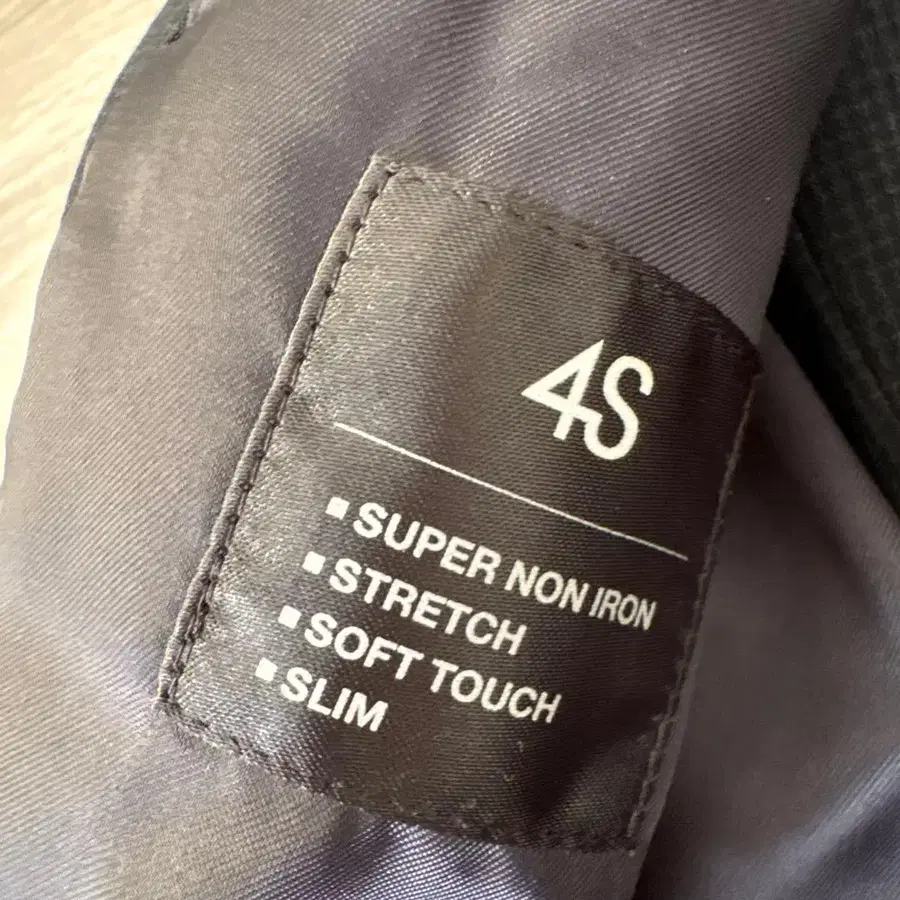 4S
▪SUPER NON IRON
▪STRETCH
▪SOFT TOUCH
▪SLIM